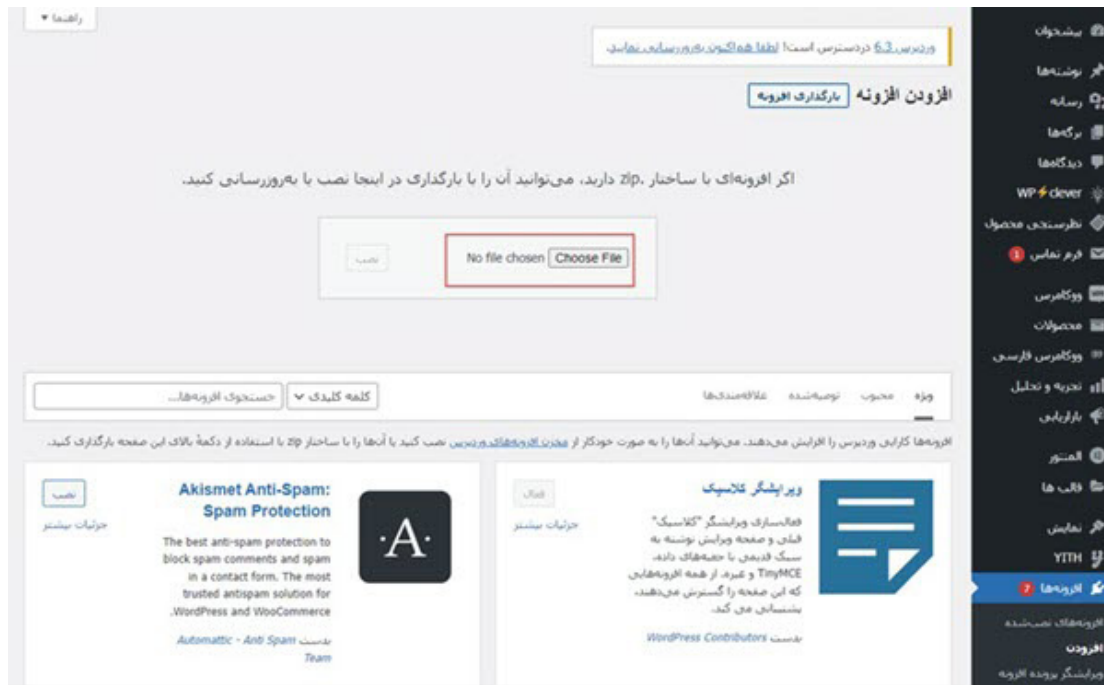 راهنما
وردپرس 6.3 دردسترس است! لطفا هم‌اکنون به‌روزرسانی نمایید.
افزودن افزونه
بارگذاری افزونه
اگر افزونه‌ای با ساختار .zip دارید، می‌توانید آن را با بارگذاری در اینجا نصب یا به‌روزرسانی کنید.
Choose File No file chosen
نصب
ویژه محبوب توصیه‌شده علاقه‌مندی‌ها
کلمه کلیدی
جستجوی افزونه‌ها...
افزونه‌ها کارایی وردپرس را افزایش می‌دهند. می‌توانید آن‌ها را به صورت خودکار از مخزن افزونه‌های وردپرس نصب کنید یا آن‌ها را با ساختار zip با استفاده از دکمهٔ بالای این صفحه بارگذاری کنید.
ویرایشگر کلاسیک
فعال
جزئیات بیشتر
فعالسازی ویرایشگر "کلاسیک"
قبلی و صفحه ویرایش نوشته به
سبک قدیمی با جعبه‌های داده،
TinyMCE و غیره. از همه افزونه‌هایی
که این صفحه را گسترش می‌دهند،
پشتیبانی می کند.
بدست WordPress Contributors
Akismet Anti-Spam:
Spam Protection
نصب
جزئیات بیشتر
The best anti-spam protection to
block spam comments and spam
in a contact form. The most
trusted antispam solution for
WordPress and WooCommerce.
بدست Automattic - Anti Spam
Team
پیشخوان
نوشته‌ها
رسانه
برگه‌ها
دیدگاه‌ها
WP⚡clever
نظرسنجی محصول
فرم تماس 1
ووکامرس
محصولات
ووکامرس فارسی
تجزیه و تحلیل
بازاریابی
المنتور
قالب ها
نمایش
YITH
افزونه‌ها 7
افزونه‌های نصب‌شده
افزودن
ویرایشگر پرونده افزونه